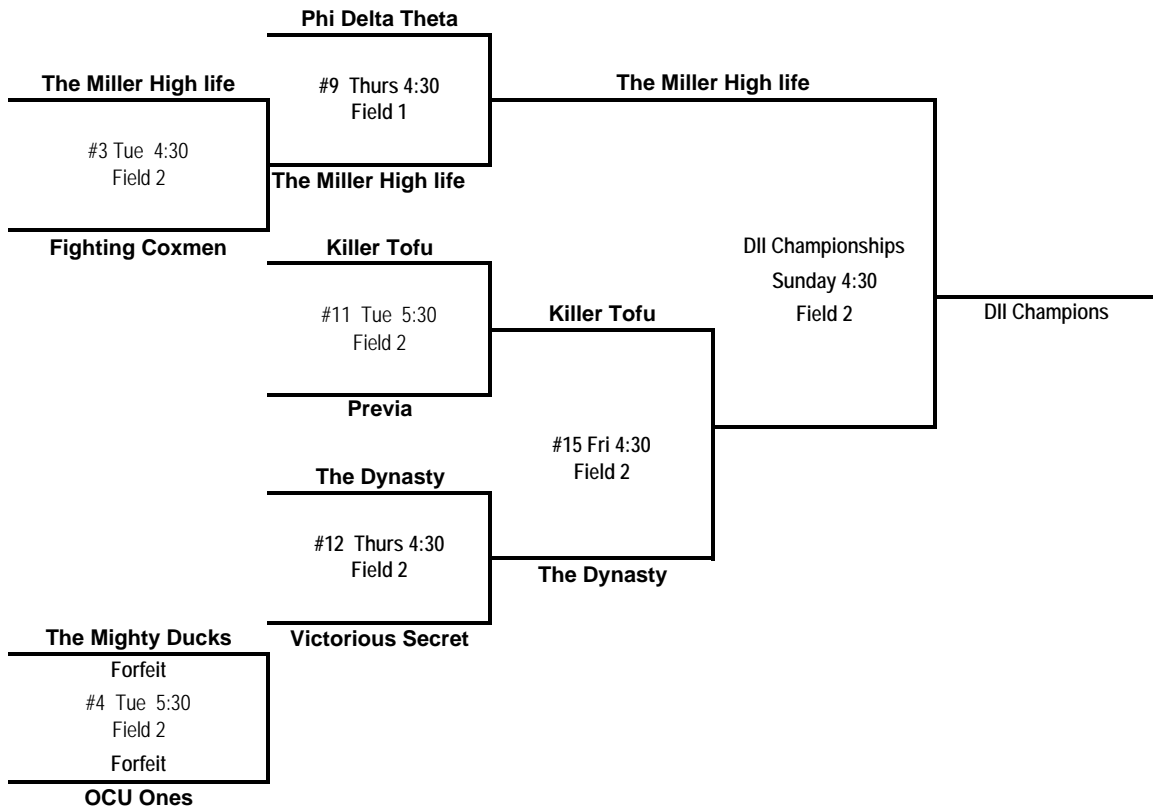 Phi Delta Theta
The Miller High life
#9 Thurs 4:30
Field 1
The Miller High life
#3 Tue 4:30
Field 2
The Miller High life
Fighting Coxmen
Killer Tofu
DII Championships
Sunday 4:30
Field 2
DII Champions
#11 Tue 5:30
Field 2
Killer Tofu
Previa
#15 Fri 4:30
Field 2
The Dynasty
#12 Thurs 4:30
Field 2
The Dynasty
Victorious Secret
The Mighty Ducks
Forfeit
#4 Tue 5:30
Field 2
Forfeit
OCU Ones